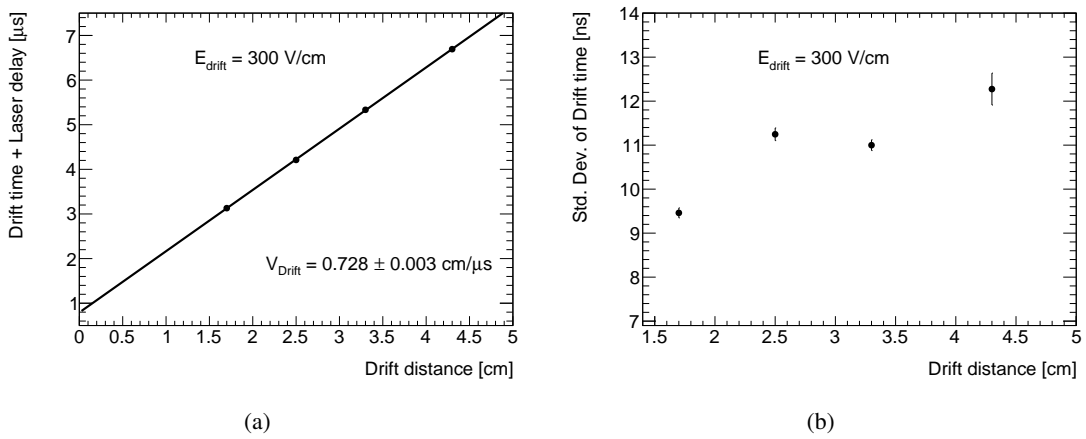 Drift time + Laser delay [μs]
7
6
5
4
3
2
1
E_drift = 300 V/cm
V_Drift = 0.728 ± 0.003 cm/μs
0 0.5 1 1.5 2 2.5 3 3.5 4 4.5 5
Drift distance [cm]
(a)
Std. Dev. of Drift time [ns]
14
13
12
11
10
9
8
7
E_drift = 300 V/cm
1.5 2 2.5 3 3.5 4 4.5 5
Drift distance [cm]
(b)